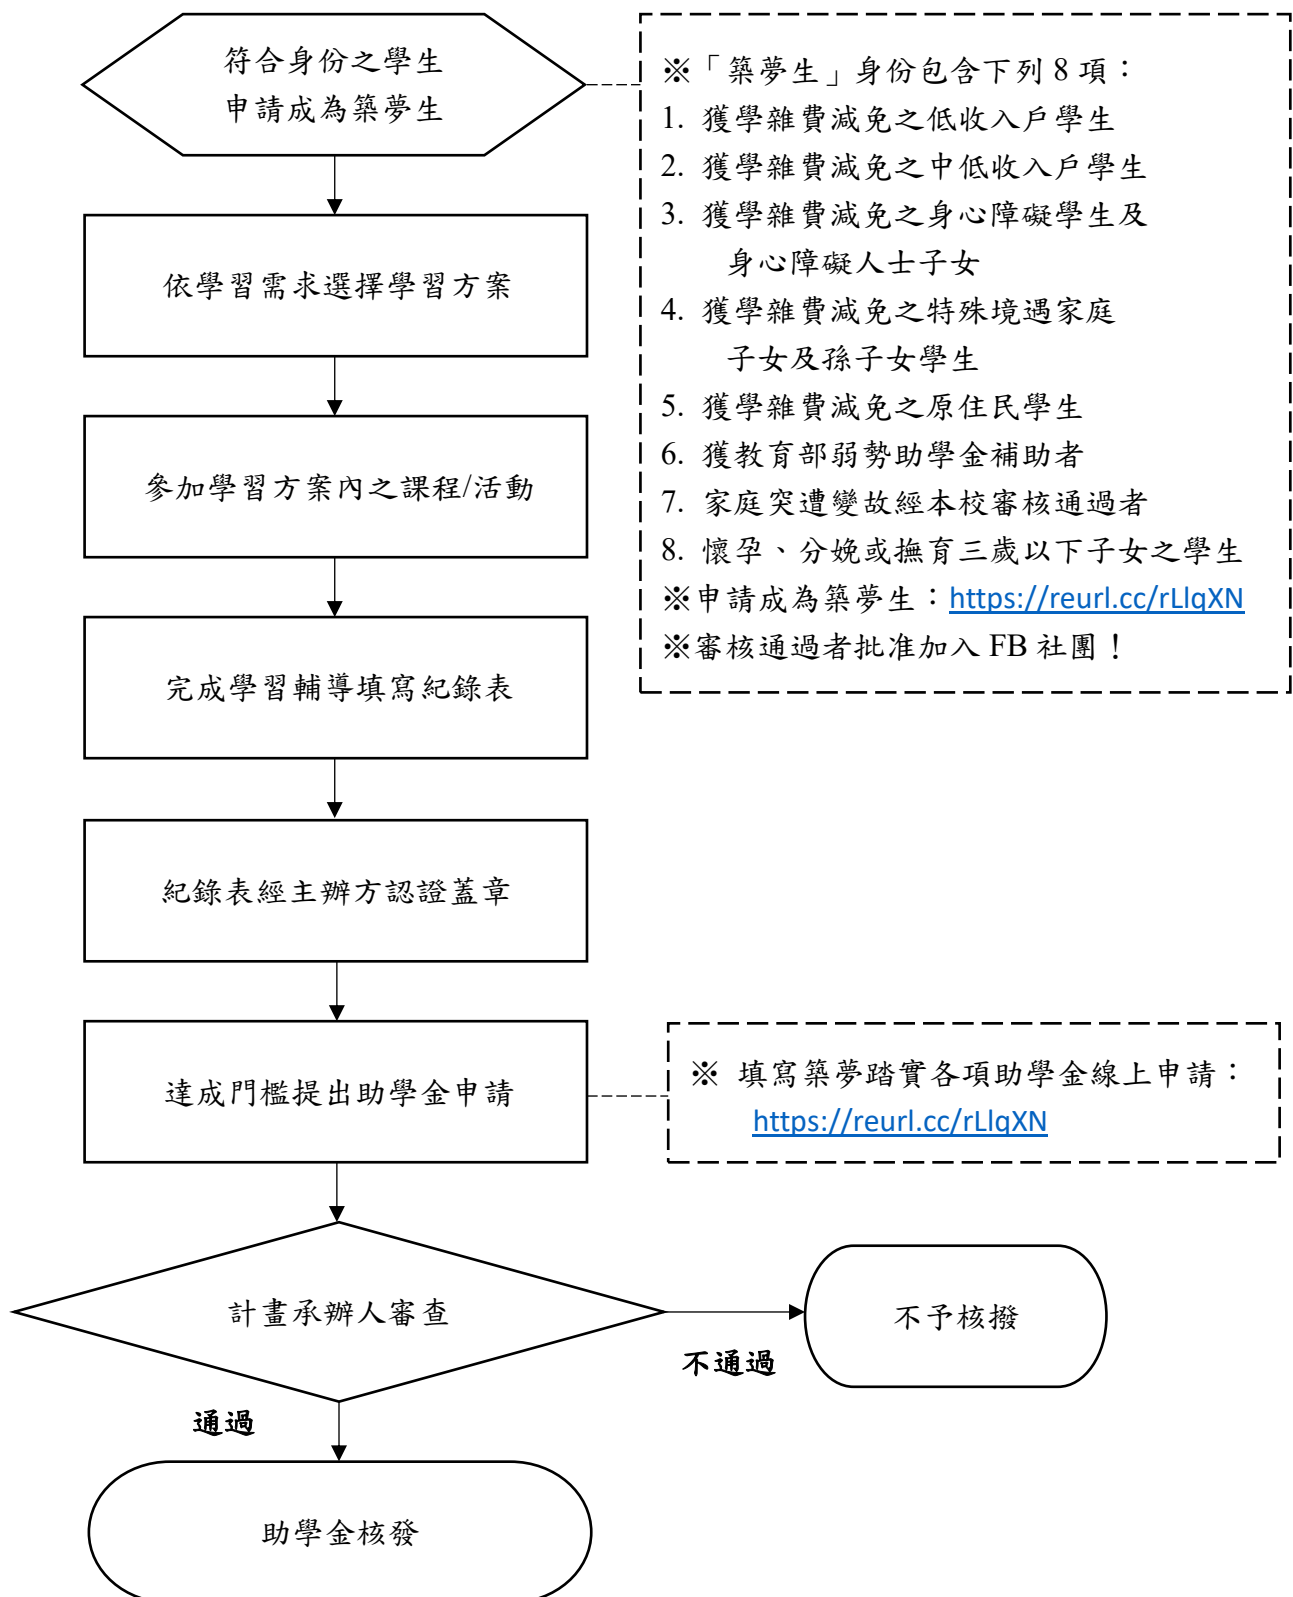 符合身份之學生
申請成為築夢生
※「築夢生」身份包含下列 8 項：
1. 獲學雜費減免之低收入戶學生
2. 獲學雜費減免之中低收入戶學生
3. 獲學雜費減免之身心障礙學生及
身心障礙人士子女
4. 獲學雜費減免之特殊境遇家庭
子女及孫子女學生
5. 獲學雜費減免之原住民學生
6. 獲教育部弱勢助學金補助者
7. 家庭突遭變故經本校審核通過者
8. 懷孕、分娩或撫育三歲以下子女之學生
※申請成為築夢生：https://reurl.cc/rLlqXN
※審核通過者批准加入 FB 社團！
依學習需求選擇學習方案
參加學習方案內之課程/活動
完成學習輔導填寫紀錄表
紀錄表經主辦方認證蓋章
達成門檻提出助學金申請
※ 填寫築夢踏實各項助學金線上申請：
https://reurl.cc/rLlqXN
計畫承辦人審查
不通過
不予核撥
通過
助學金核發